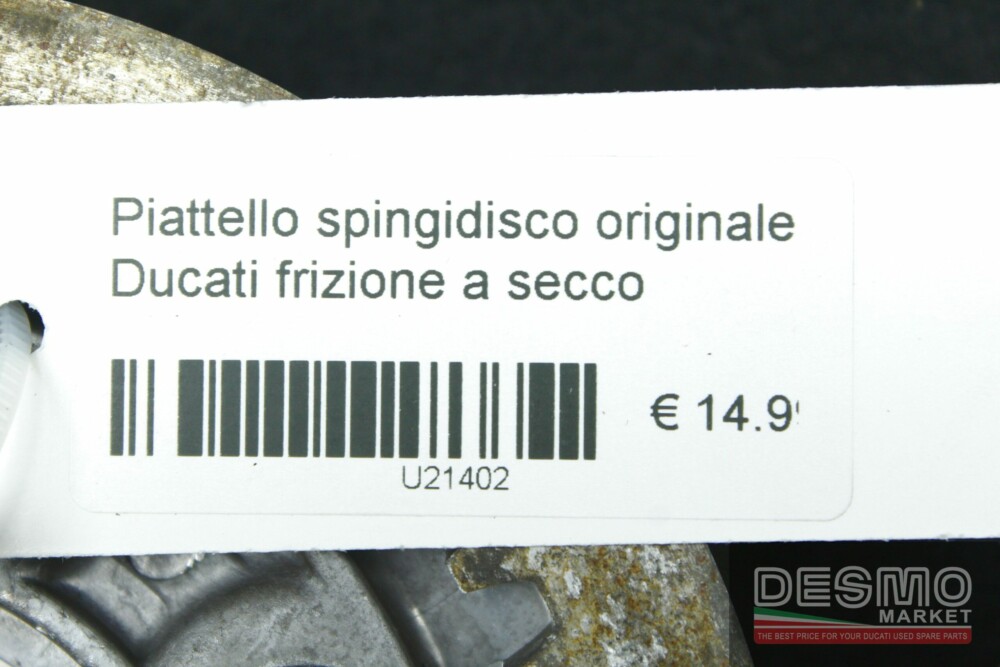 Piattello spingidisco originale
Ducati frizione a secco
€ 14.9
U21402
DESMO
MARKET
THE BEST PRICE FOR YOUR DUCATI USED SPARE PARTS